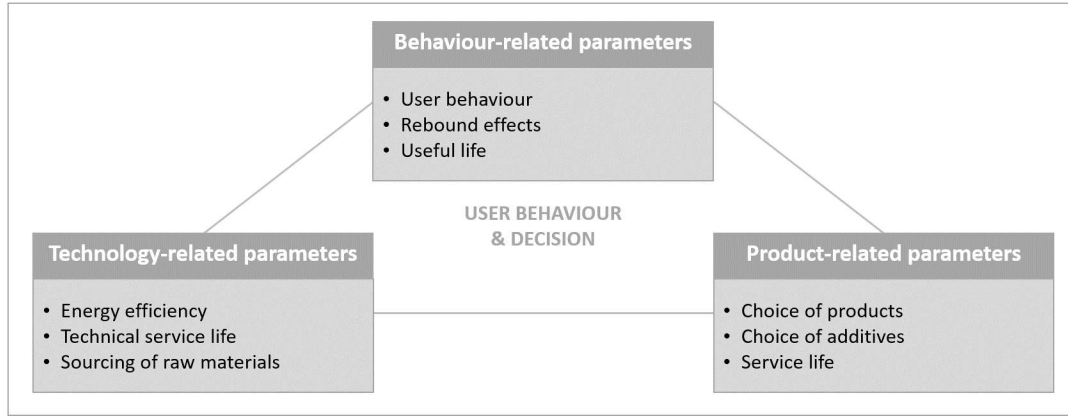 Behaviour-related parameters
• User behaviour
• Rebound effects
• Useful life
USER BEHAVIOUR
& DECISION
Technology-related parameters
• Energy efficiency
• Technical service life
• Sourcing of raw materials
Product-related parameters
• Choice of products
• Choice of additives
• Service life